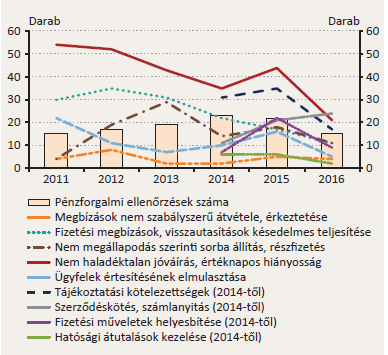 Darab Darab
60 60
50 50
40 40
30 30
20 20
10 10
0 0
2011 2012 2013 2014 2015 2016
Pénzforgalmi ellenőrzések száma
Megbízások nem szabályszerű átvétele, érkeztetése
Fizetési megbízások, visszautasítások késedelmes teljesítése
Nem megállapodás szerinti sorba állítás, részfizetés
Nem haladéktalan jóváírás, értéknapos hiányosság
Ügyfelek értesítésének elmulasztása
Tájékoztatási kötelezettségek (2014-től)
Szerződéskötés, számlanyitás (2014-től)
Fizetési műveletek helyesbítése (2014-től)
Hatósági átutalások kezelése (2014-től)